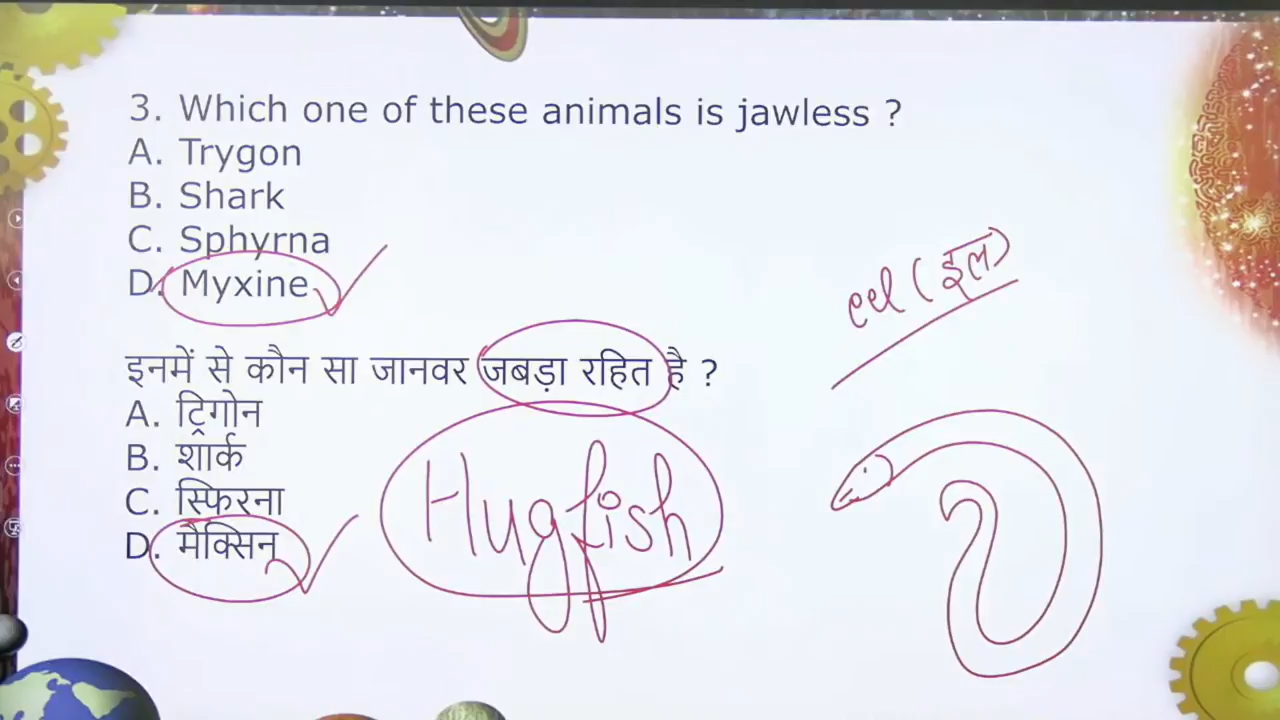 3. Which one of these animals is jawless ?
A. Trygon
B. Shark
C. Sphyrna
D. Myxine
eel (इल)
इनमें से कौन सा जानवर जबड़ा रहित है ?
A. ट्रिगोन
B. शार्क
C. स्फिरना
D. मैक्सिन्
Hugfish